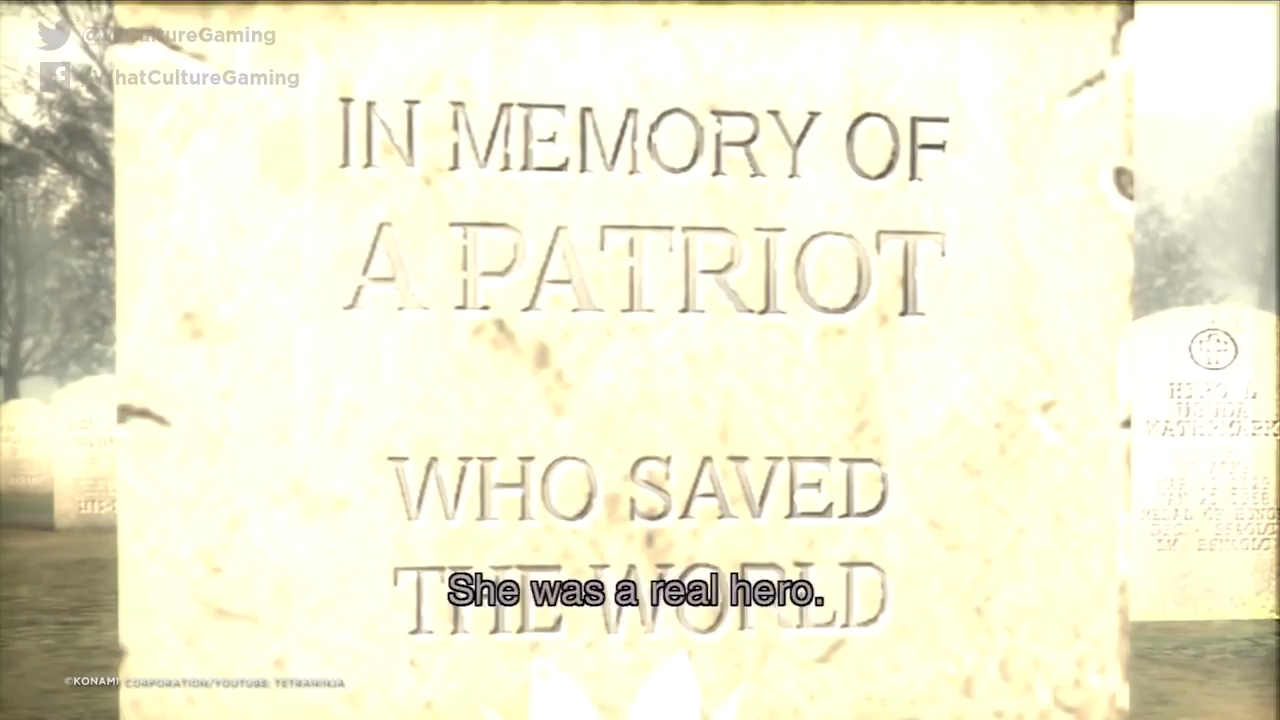 @WhatCultureGaming
/WhatCultureGaming
IN MEMORY OF
A PATRIOT
WHO SAVED
THE WORLD
She was a real hero.
©KONAMI CORPORATION/YOUTUBE: TETRANINJA